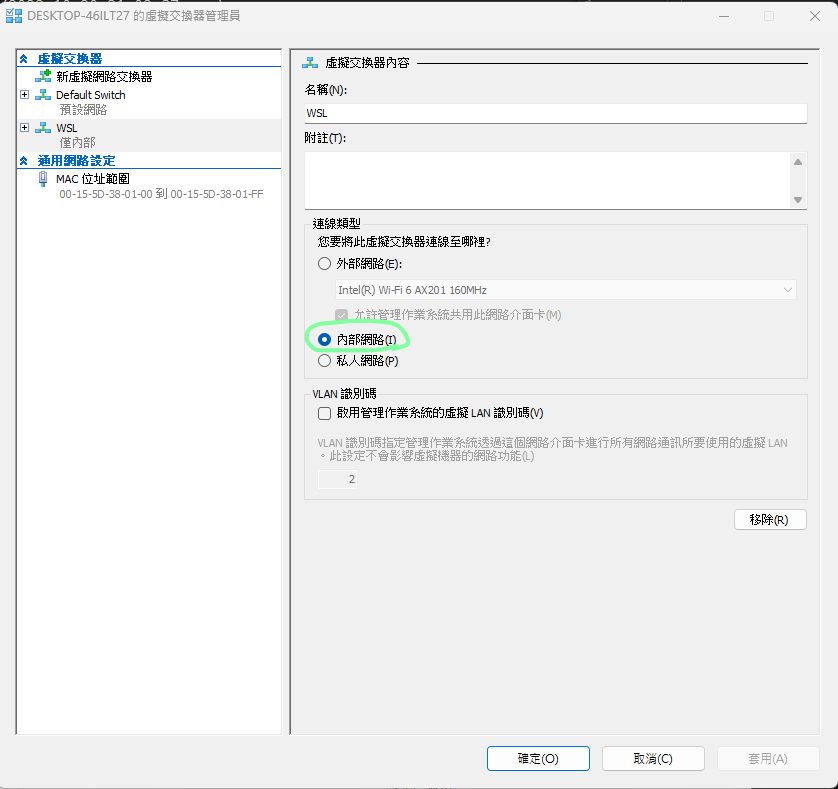 DESKTOP-46ILT27 的虛擬交換器管理員
虛擬交換器
新虛擬網路交換器
Default Switch
預設網路
WSL
僅內部
通用網路設定
MAC 位址範圍
00-15-5D-38-01-00 到 00-15-5D-38-01-FF
虛擬交換器內容
名稱(N):
WSL
附註(T):
連線類型
您要將此虛擬交換器連線至哪裡?
外部網路(E):
Intel(R) Wi-Fi 6 AX201 160MHz
允許管理作業系統共用此網路介面卡(M)
內部網路(I)
私人網路(P)
VLAN 識別碼
啟用管理作業系統的虛擬 LAN 識別碼(V)
VLAN 識別碼指定管理作業系統透過這個網路介面卡進行所有網路通訊所要使用的虛擬 LAN
。此設定不會影響虛擬機器的網路功能(L)
2
移除(R)
確定(O)
取消(C)
套用(A)